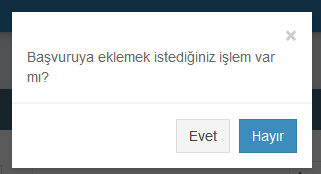 Başvuruya eklemek istediğiniz işlem var
mı?
Evet
Hayır